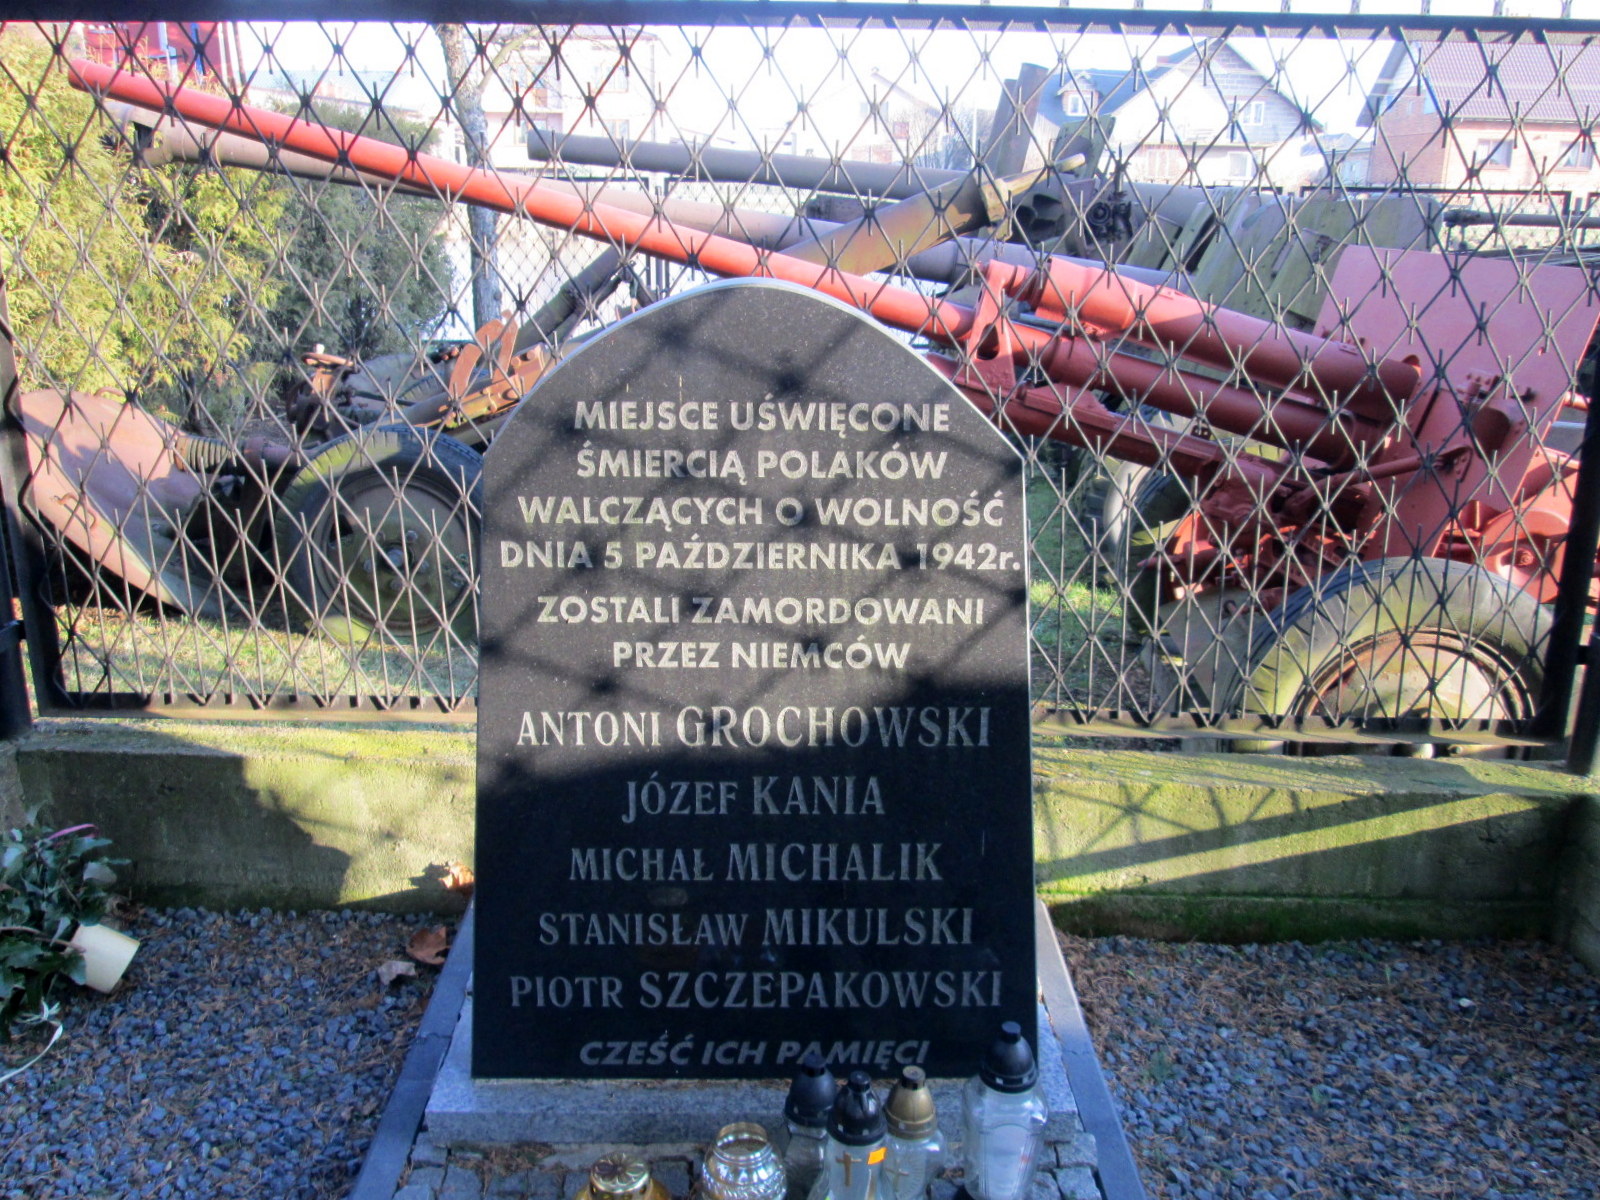 MIEJSCE UŚWIĘCONE
ŚMIERCIĄ POLAKÓW
WALCZĄCYCH O WOLNOŚĆ
DNIA 5 PAŹDZIERNIKA 1942r.
ZOSTALI ZAMORDOWANI
PRZEZ NIEMCÓW
ANTONI GROCHOWSKI
JÓZEF KANIA
MICHAŁ MICHALIK
STANISŁAW MIKULSKI
PIOTR SZCZEPAKOWSKI
CZEŚĆ ICH PAMIĘCI